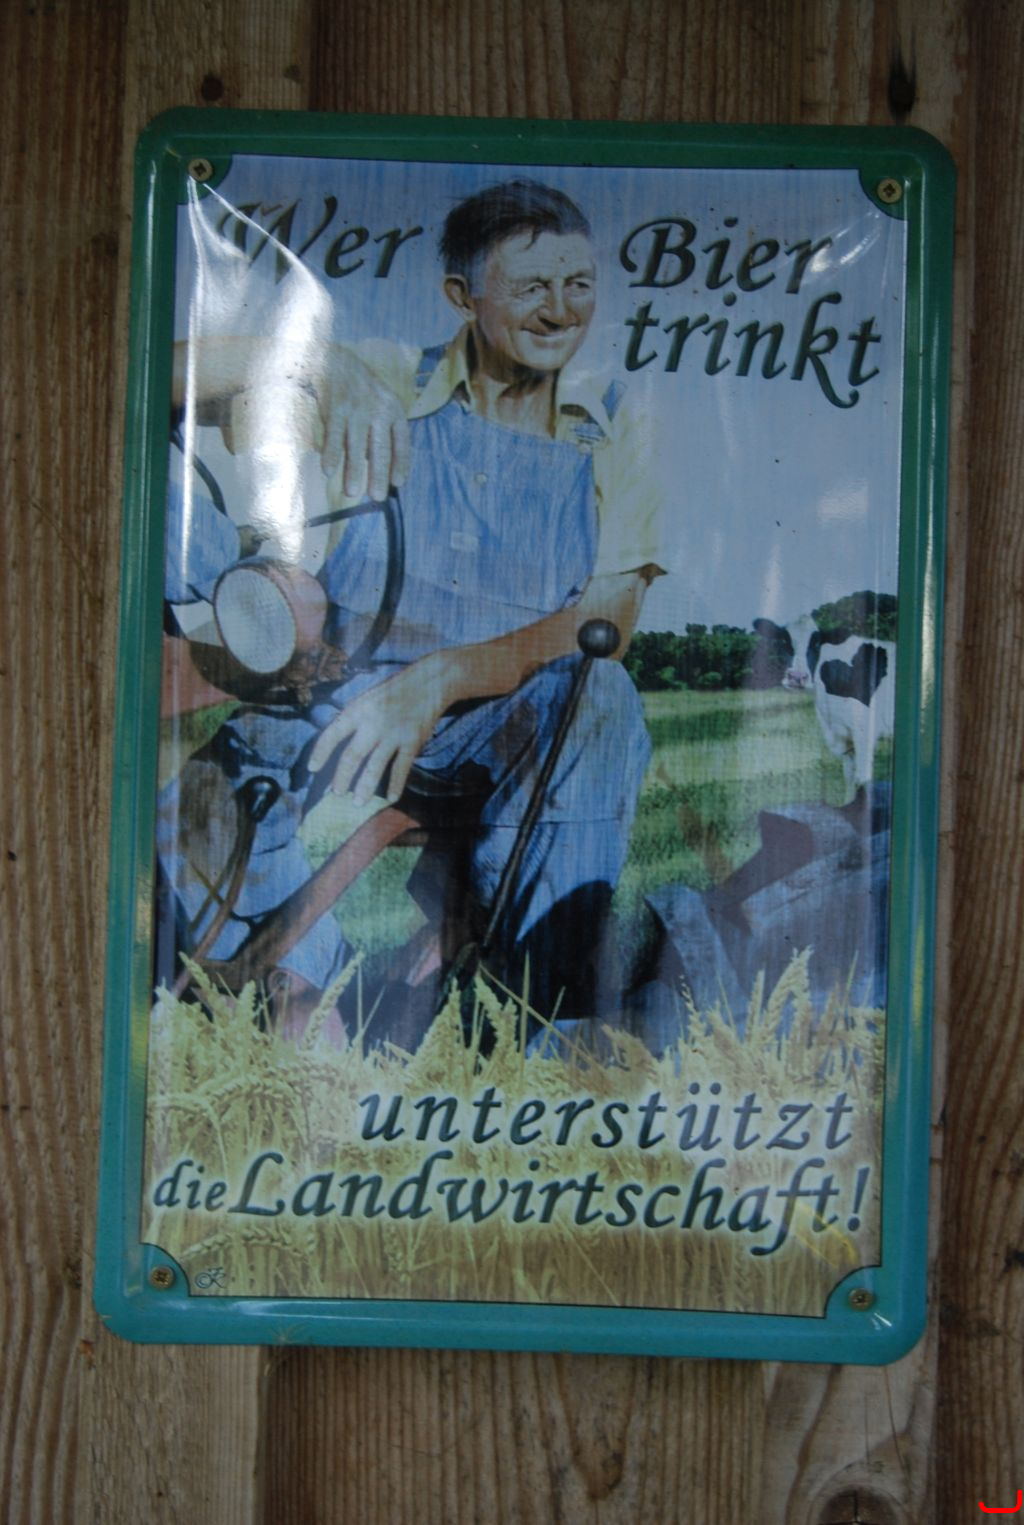 Wer Bier
trinkt
unterstützt
die Landwirtschaft!